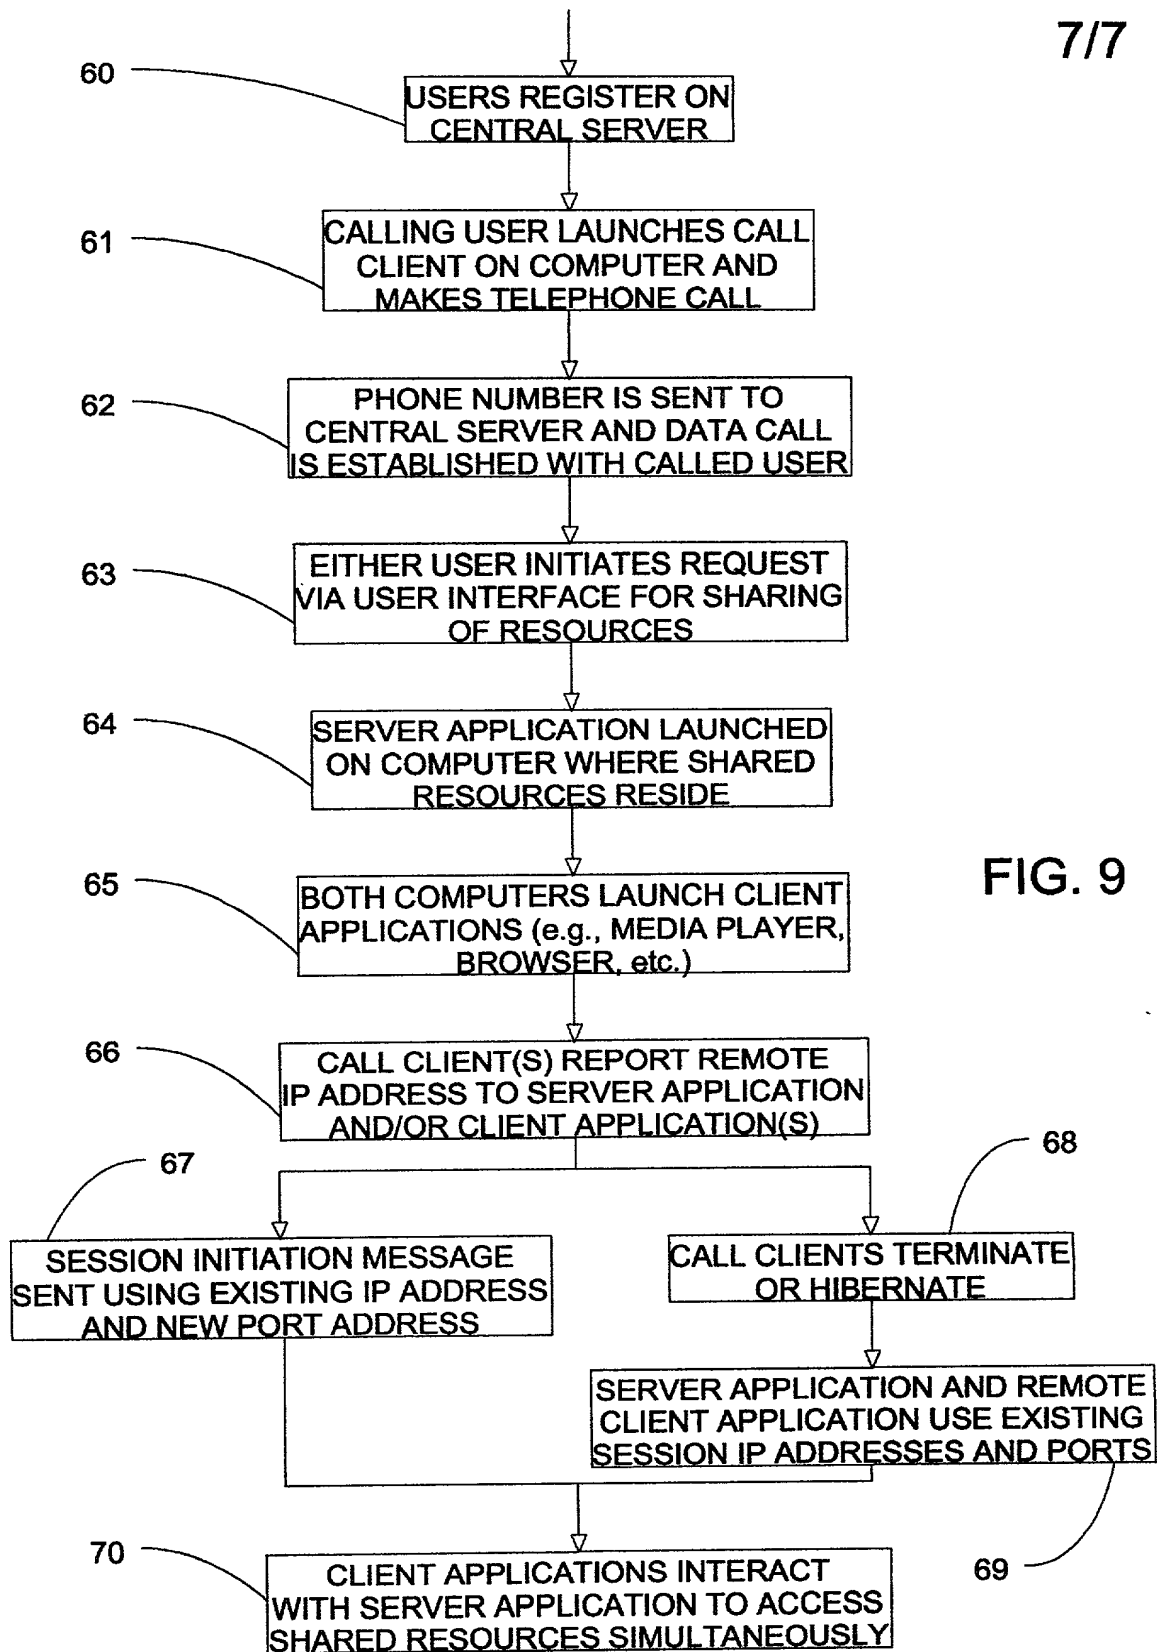 7/7
60
USERS REGISTER ON
CENTRAL SERVER
61
CALLING USER LAUNCHES CALL
CLIENT ON COMPUTER AND
MAKES TELEPHONE CALL
62
PHONE NUMBER IS SENT TO
CENTRAL SERVER AND DATA CALL
IS ESTABLISHED WITH CALLED USER
63
EITHER USER INITIATES REQUEST
VIA USER INTERFACE FOR SHARING
OF RESOURCES
64
SERVER APPLICATION LAUNCHED
ON COMPUTER WHERE SHARED
RESOURCES RESIDE
FIG. 9
65
BOTH COMPUTERS LAUNCH CLIENT
APPLICATIONS (e.g., MEDIA PLAYER,
BROWSER, etc.)
66
CALL CLIENT(S) REPORT REMOTE
IP ADDRESS TO SERVER APPLICATION
AND/OR CLIENT APPLICATION(S)
67
SESSION INITIATION MESSAGE
SENT USING EXISTING IP ADDRESS
AND NEW PORT ADDRESS
68
CALL CLIENTS TERMINATE
OR HIBERNATE
SERVER APPLICATION AND REMOTE
CLIENT APPLICATION USE EXISTING
SESSION IP ADDRESSES AND PORTS
69
70
CLIENT APPLICATIONS INTERACT
WITH SERVER APPLICATION TO ACCESS
SHARED RESOURCES SIMULTANEOUSLY